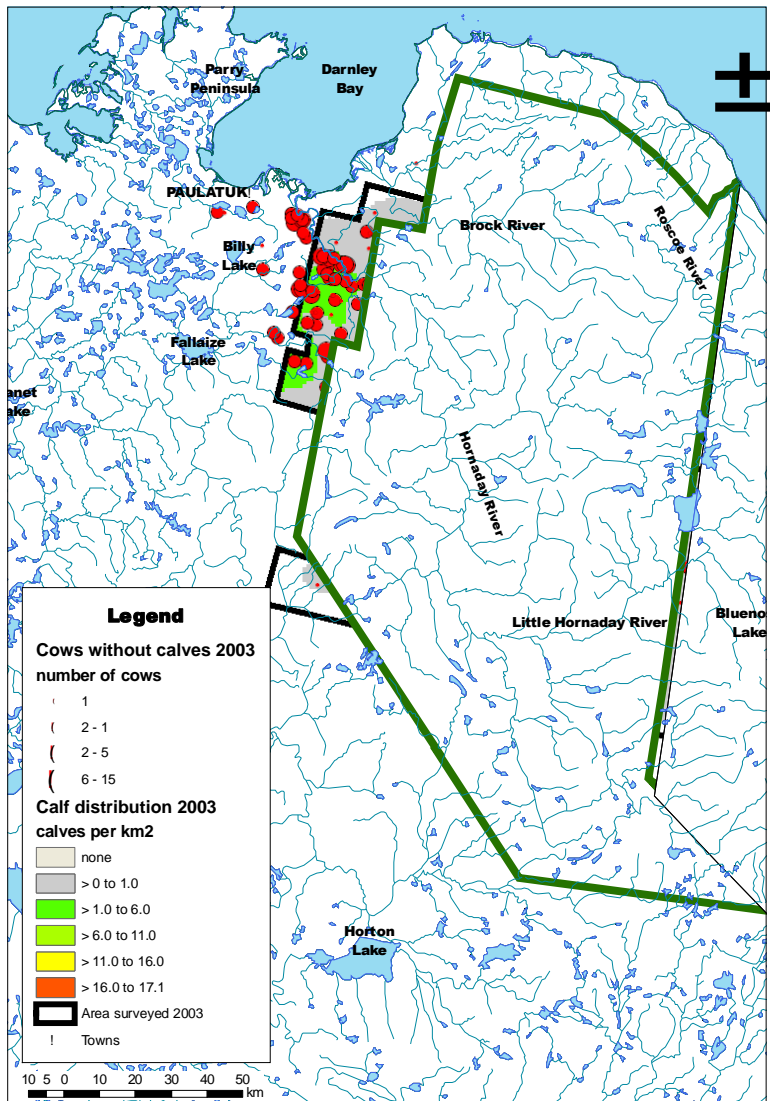 Parry
Peninsula
Darnley
Bay
PAULATUK!
Billy
Lake
Brock River
Roscoe River
Fallaize
Lake
anet
ake
Hornaday River
Little Hornaday River
Blueno
Lake
Horton
Lake
Legend
Cows without calves 2003
number of cows
1
2 - 1
2 - 5
6 - 15
Calf distribution 2003
calves per km2
none
> 0 to 1.0
> 1.0 to 6.0
> 6.0 to 11.0
> 11.0 to 16.0
> 16.0 to 17.1
Area surveyed 2003
! Towns
10 5 0 10 20 30 40 50
km